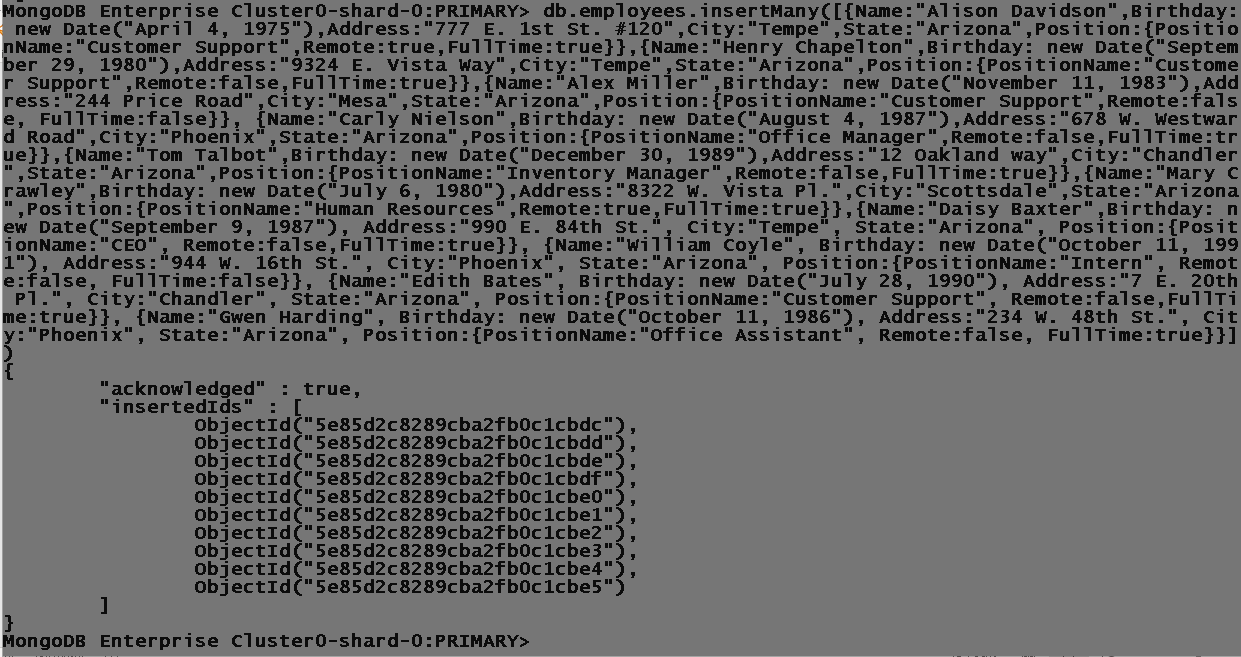 MongoDB Enterprise Cluster0-shard-0:PRIMARY> db.employees.insertMany([{Name:"Alison Davidson",Birthday:
 new Date("April 4, 1975"),Address:"777 E. 1st St. #120",City:"Tempe",State:"Arizona",Position:{Positio
nName:"Customer Support",Remote:true,FullTime:true}},{Name:"Henry Chapelton",Birthday: new Date("Septem
ber 29, 1980"),Address:"9324 E. Vista Way",City:"Tempe",State:"Arizona",Position:{PositionName:"Custome
r Support",Remote:false,FullTime:true}},{Name:"Alex Miller",Birthday: new Date("November 11, 1983"),Add
ress:"244 Price Road",City:"Mesa",State:"Arizona",Position:{PositionName:"Customer Support",Remote:fals
e, FullTime:false}}, {Name:"Carly Nielson",Birthday: new Date("August 4, 1987"),Address:"678 W. Westwar
d Road",City:"Phoenix",State:"Arizona",Position:{PositionName:"Office Manager",Remote:false,FullTime:tr
ue}},{Name:"Tom Talbot",Birthday: new Date("December 30, 1989"),Address:"12 Oakland way",City:"Chandler
",State:"Arizona",Position:{PositionName:"Inventory Manager",Remote:false,FullTime:true}},{Name:"Mary C
rawley",Birthday: new Date("July 6, 1980"),Address:"8322 W. Vista Pl.",City:"Scottsdale",State:"Arizona
",Position:{PositionName:"Human Resources",Remote:true,FullTime:true}},{Name:"Daisy Baxter",Birthday: n
ew Date("September 9, 1987"), Address:"990 E. 84th St.", City:"Tempe", State:"Arizona", Position:{Posit
ionName:"CEO", Remote:false,FullTime:true}}, {Name:"William Coyle", Birthday: new Date("October 11, 199
1"), Address:"944 W. 16th St.", City:"Phoenix", State:"Arizona", Position:{PositionName:"Intern", Remot
e:false, FullTime:false}}, {Name:"Edith Bates", Birthday: new Date("July 28, 1990"), Address:"7 E. 20th
 Pl.", City:"Chandler", State:"Arizona", Position:{PositionName:"Customer Support", Remote:false,FullTi
me:true}}, {Name:"Gwen Harding", Birthday: new Date("October 11, 1986"), Address:"234 W. 48th St.", Cit
y:"Phoenix", State:"Arizona", Position:{PositionName:"Office Assistant", Remote:false, FullTime:true}}]
)
{
        "acknowledged" : true,
        "insertedIds" : [
                ObjectId("5e85d2c8289cba2fb0c1cbdc"),
                ObjectId("5e85d2c8289cba2fb0c1cbdd"),
                ObjectId("5e85d2c8289cba2fb0c1cbde"),
                ObjectId("5e85d2c8289cba2fb0c1cbdf"),
                ObjectId("5e85d2c8289cba2fb0c1cbe0"),
                ObjectId("5e85d2c8289cba2fb0c1cbe1"),
                ObjectId("5e85d2c8289cba2fb0c1cbe2"),
                ObjectId("5e85d2c8289cba2fb0c1cbe3"),
                ObjectId("5e85d2c8289cba2fb0c1cbe4"),
                ObjectId("5e85d2c8289cba2fb0c1cbe5")
        ]
}
MongoDB Enterprise Cluster0-shard-0:PRIMARY>